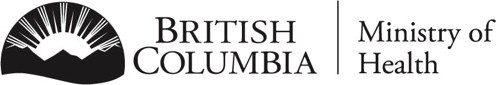 BRITISH
COLUMBIA
Ministry of
Health